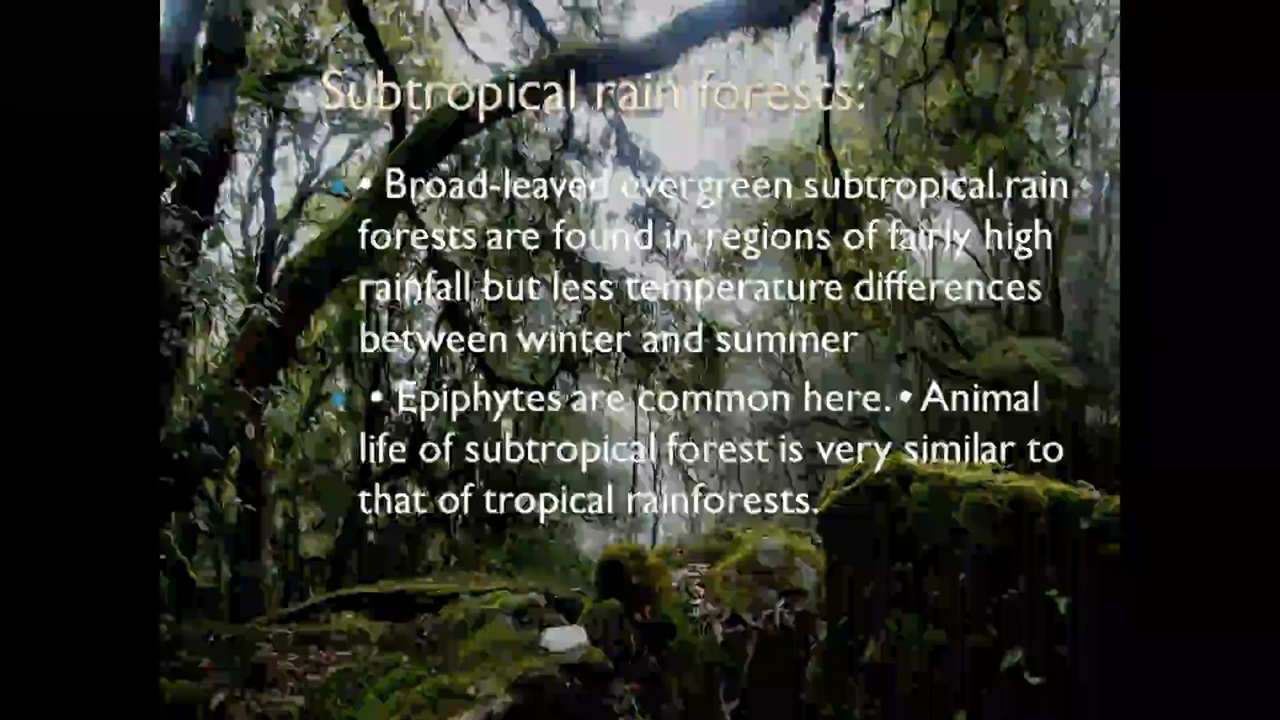 Subtropical rain forests:
• • Broad-leaved evergreen subtropical.rain
forests are found in regions of fairly high
rainfall but less temperature differences
between winter and summer
• • Epiphytes are common here. • Animal
life of subtropical forest is very similar to
that of tropical rainforests.